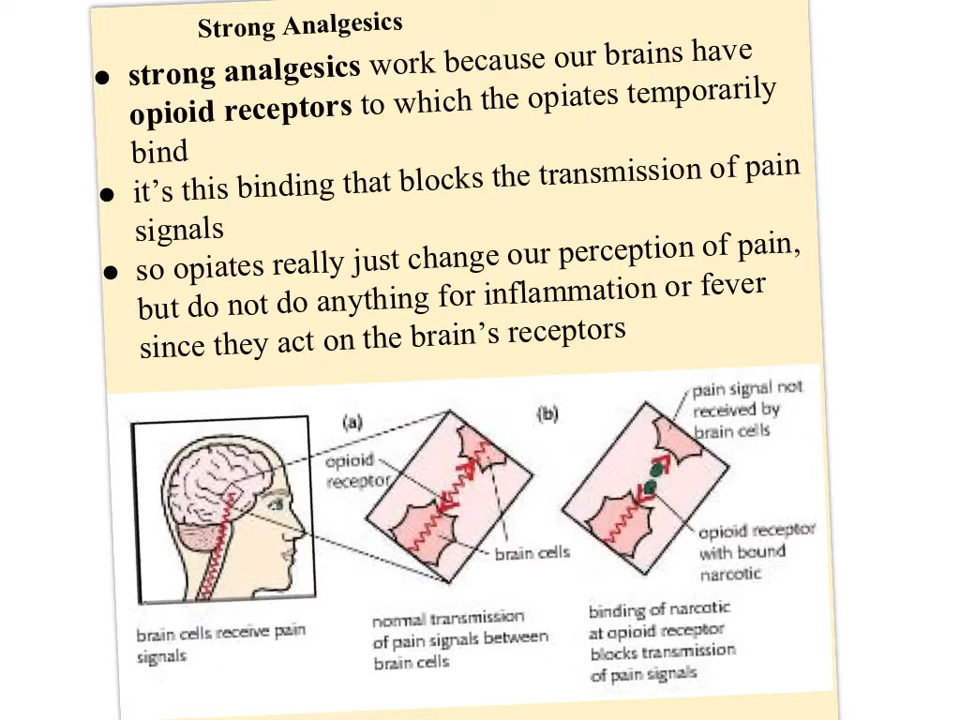 Strong Analgesics
● strong analgesics work because our brains have
opioid receptors to which the opiates temporarily
bind
● it's this binding that blocks the transmission of pain
signals
● so opiates really just change our perception of pain,
but do not do anything for inflammation or fever
since they act on the brain's receptors
(a)
opioid
receptor
brain cells
(b)
pain signal not
received by
brain cells
opioid receptor
with bound
narcotic
brain cells receive pain
signals
normal transmission
of pain signals between
brain cells
binding of narcotic
at opioid receptor
blocks transmission
of pain signals